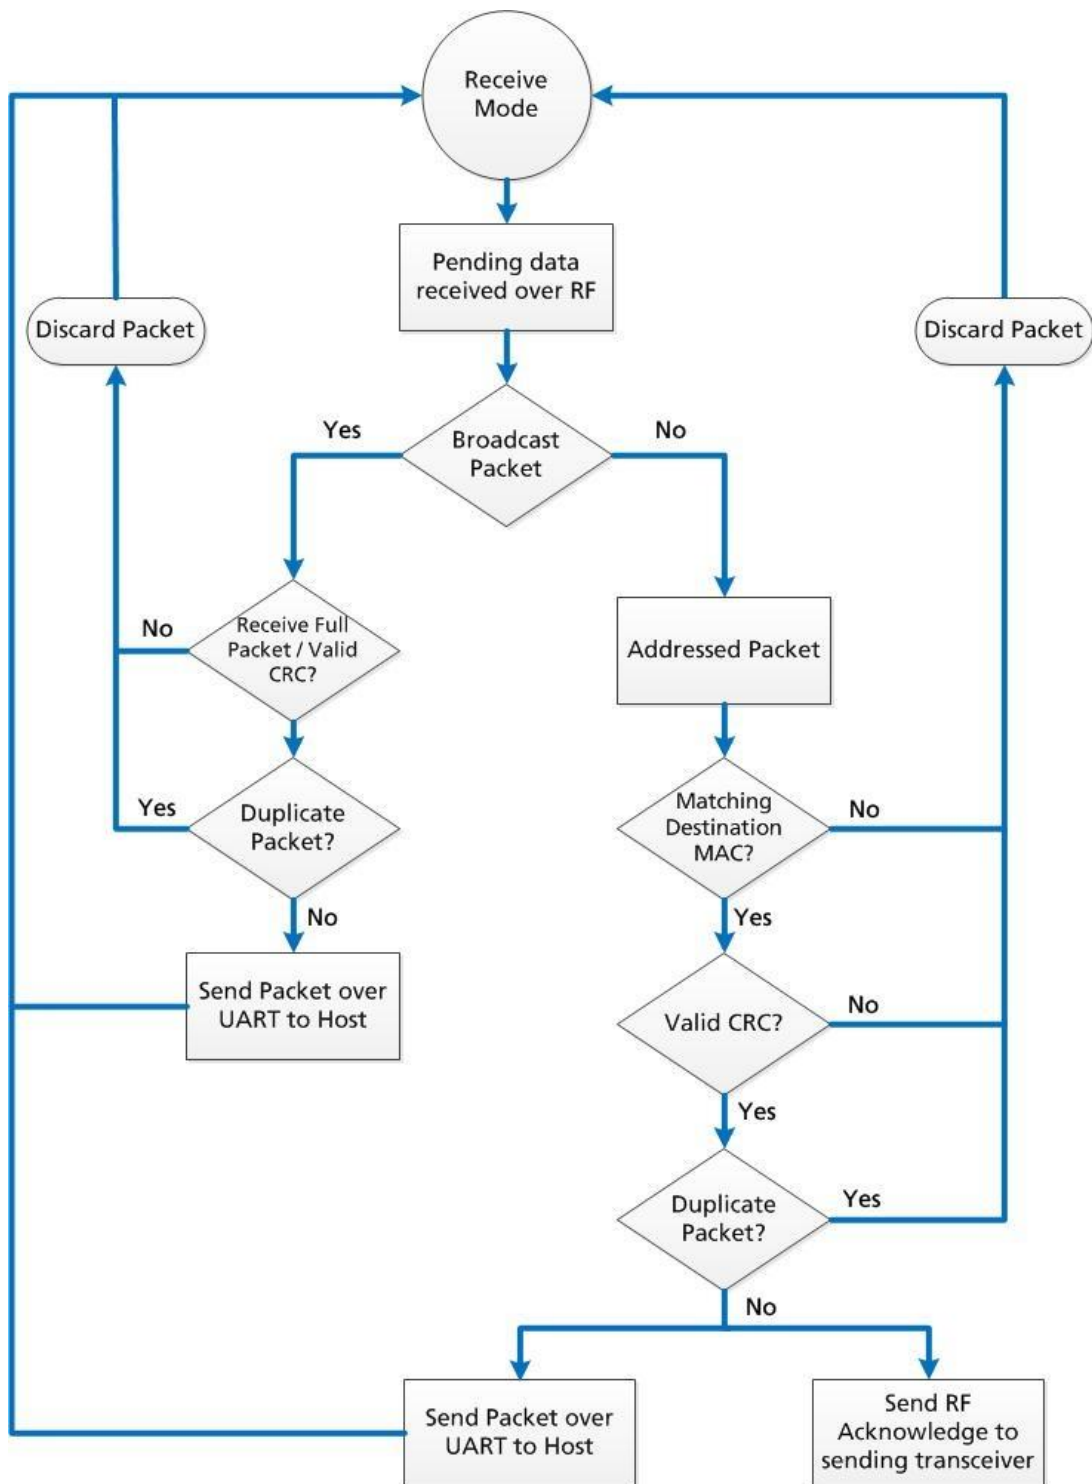 Receive
Mode
Pending data
received over RF
Discard Packet
Discard Packet
Yes
Broadcast
Packet
No
No
Receive Full
Packet / Valid
CRC?
Addressed Packet
Yes
Duplicate
Packet?
Matching
Destination
MAC?
No
No
Yes
Send Packet over
UART to Host
Valid CRC?
No
Yes
Duplicate
Packet?
Yes
No
Send Packet over
UART to Host
Send RF
Acknowledge to
sending transceiver